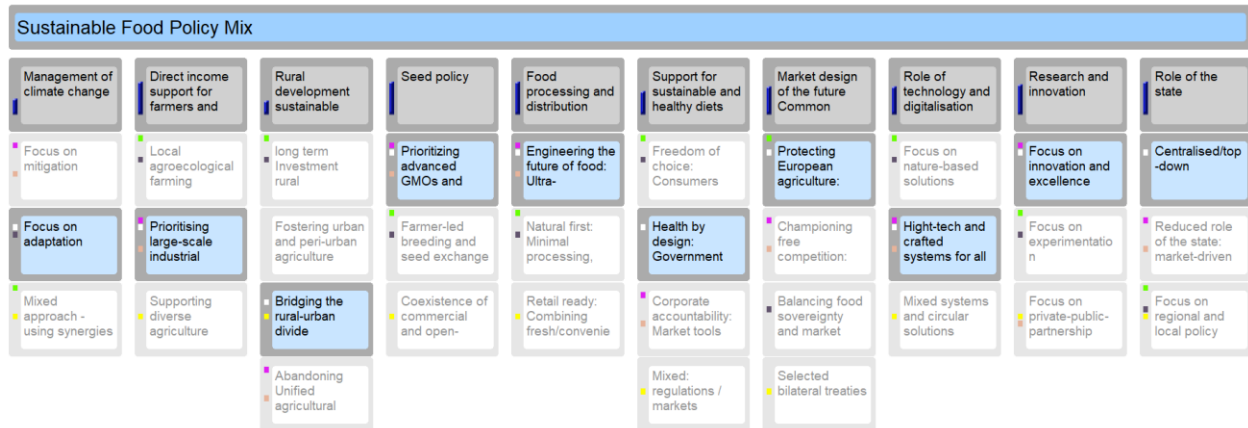 Sustainable Food Policy Mix
Management of
climate change
Direct income
support for
farmers and
Rural
development
sustainable
Seed policy
Food
processing and
distribution
Support for
sustainable and
healthy diets
Market design
of the future
Common
Role of
technology and
digitalisation
Research and
innovation
Role of the
state
Focus on
mitigation
Local
agroecological
farming
long term
Investment
rural
Prioritizing
advanced
GMOs and
Engineering the
future of food:
Ultra-
Freedom of
choice:
Consumers
Protecting
European
agriculture:
Focus on
nature-based
solutions
Focus on
innovation and
excellence
Centralised/top
-down
Focus on
adaptation
Prioritising
large-scale
industrial
Fostering urban
and peri-urban
agriculture
Farmer-led
breeding and
seed exchange
Natural first:
Minimal
processing,
Health by
design:
Government
Championing
free
competition:
Hight-tech and
crafted
systems for all
Focus on
experimentatio
n
Reduced role
of the state:
market-driven
Mixed
approach -
using synergies
Supporting
diverse
agriculture
Bridging the
rural-urban
divide
Coexistence of
commercial
and open-
Retail ready:
Combining
fresh/convenie
Corporate
accountability:
Market tools
Balancing food
sovereignty
and market
Mixed systems
and circular
solutions
Focus on
private-public-
partnership
Focus on
regional and
local policy
Abandoning
Unified
agricultural
Mixed:
regulations /
markets
Selected
bilateral treaties